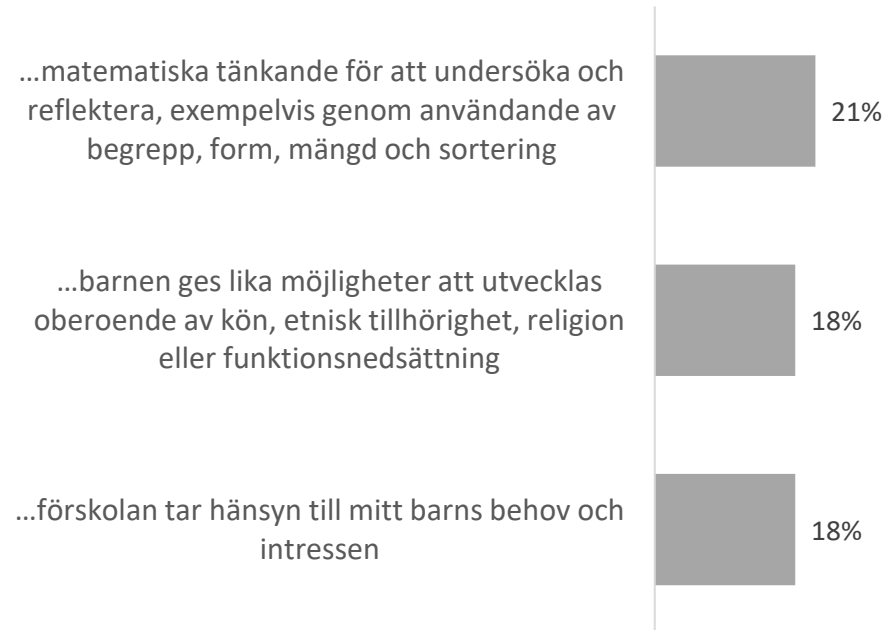 …matematiska tänkande för att undersöka och
reflektera, exempelvis genom användande av
begrepp, form, mängd och sortering
21%
…barnen ges lika möjligheter att utvecklas
oberoende av kön, etnisk tillhörighet, religion
eller funktionsnedsättning
18%
…förskolan tar hänsyn till mitt barns behov och
intressen
18%